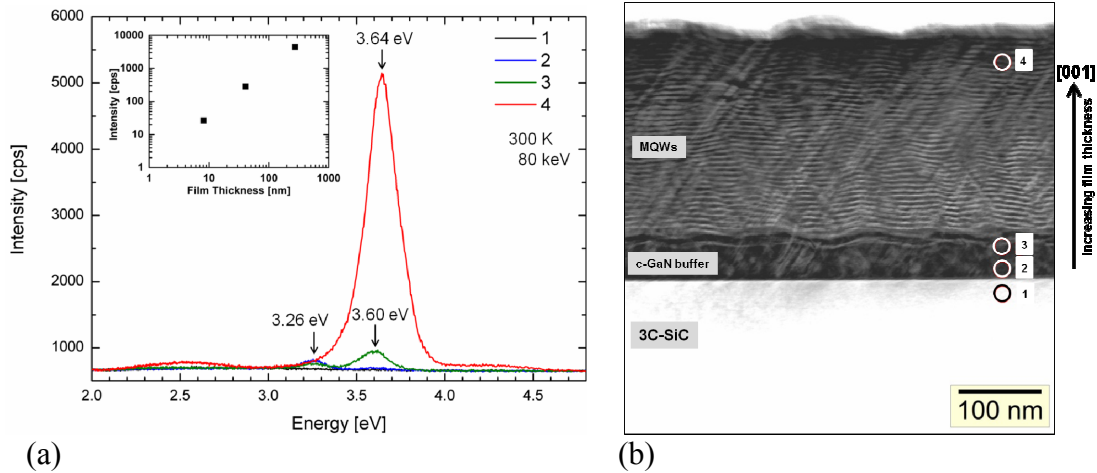 3.64 eV
1
2
3
4
300 K
80 keV
3.26 eV
3.60 eV
Intensity [cps]
6000
5000
4000
3000
2000
1000
2.0 2.5 3.0 3.5 4.0 4.5
Energy [eV]
Intensity [cps]
10000
1000
100
10
1
1 10 100 1000
Film Thickness [nm]
(a)
4
[001]
Increasing film thickness
MQWs
3
c-GaN buffer
2
1
3C-SiC
100 nm
(b)